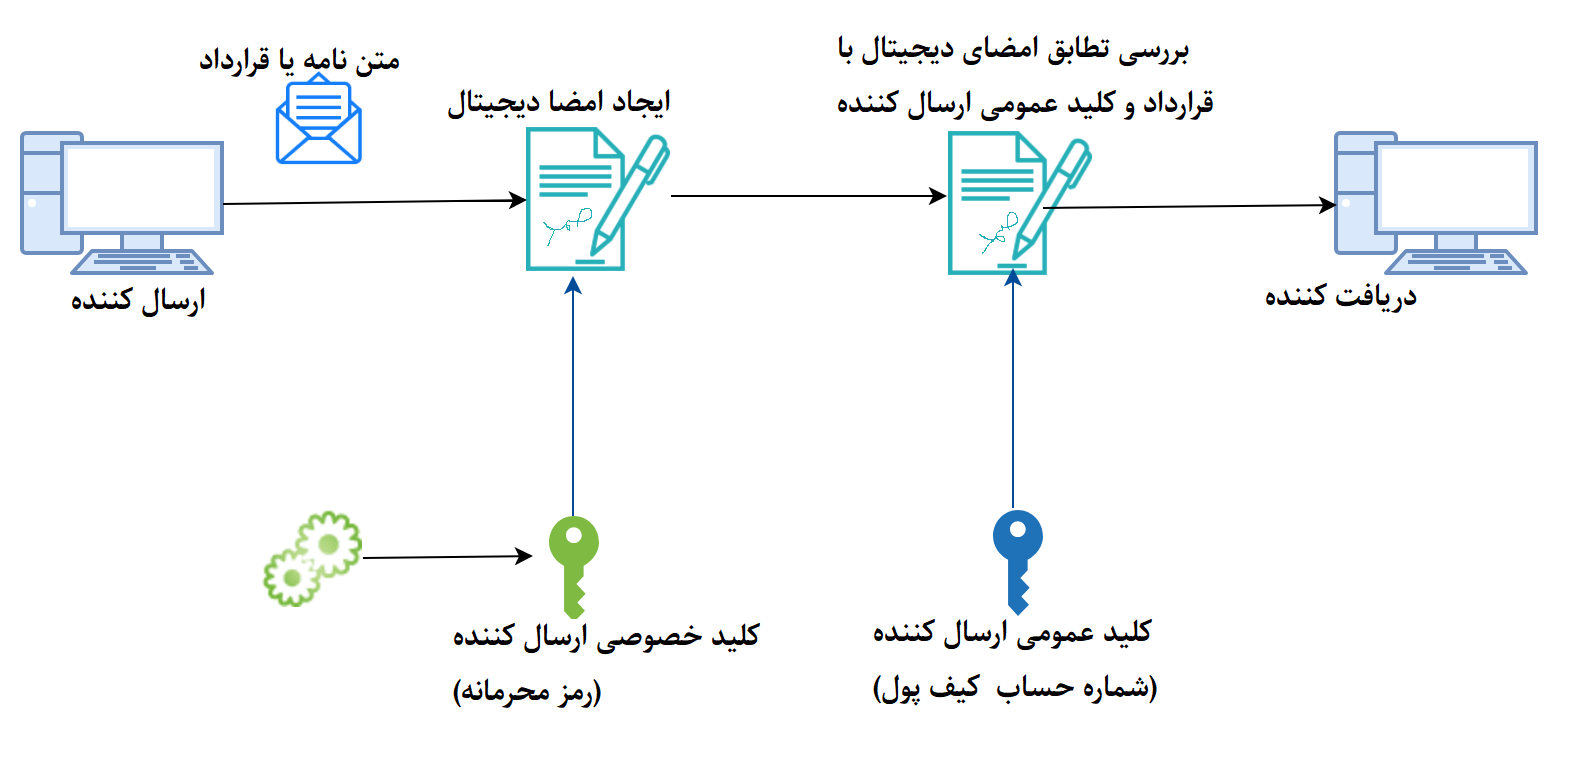 متن نامه یا قرارداد
ایجاد امضا دیجیتال
بررسی تطابق امضای دیجیتال با
قرارداد و کلید عمومی ارسال کننده
ارسال کننده
دریافت کننده
کلید خصوصی ارسال کننده
(رمز محرمانه)
کلید عمومی ارسال کننده
(شماره حساب کیف پول)